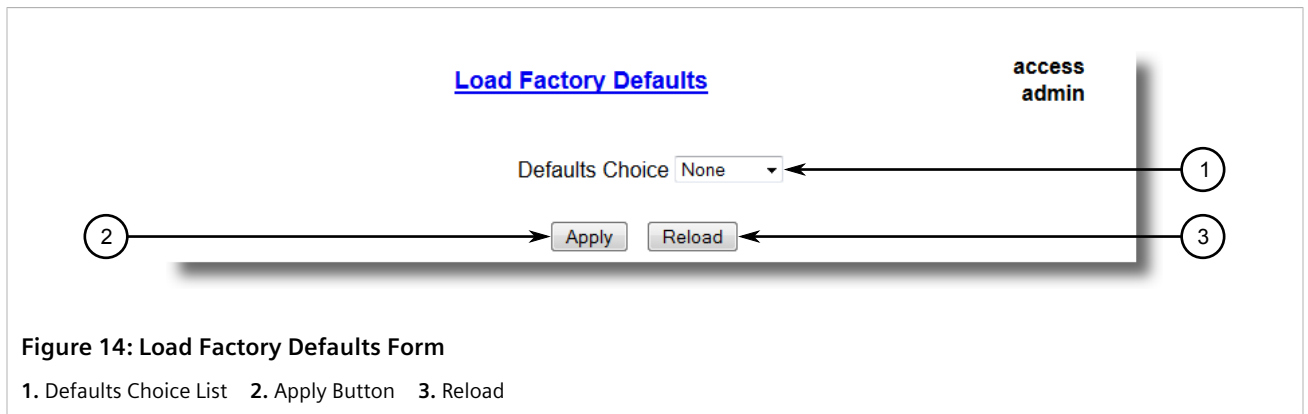 Load Factory Defaults
access
admin
Defaults Choice None
1
2
Apply Reload
3
Figure 14: Load Factory Defaults Form
1. Defaults Choice List 2. Apply Button 3. Reload